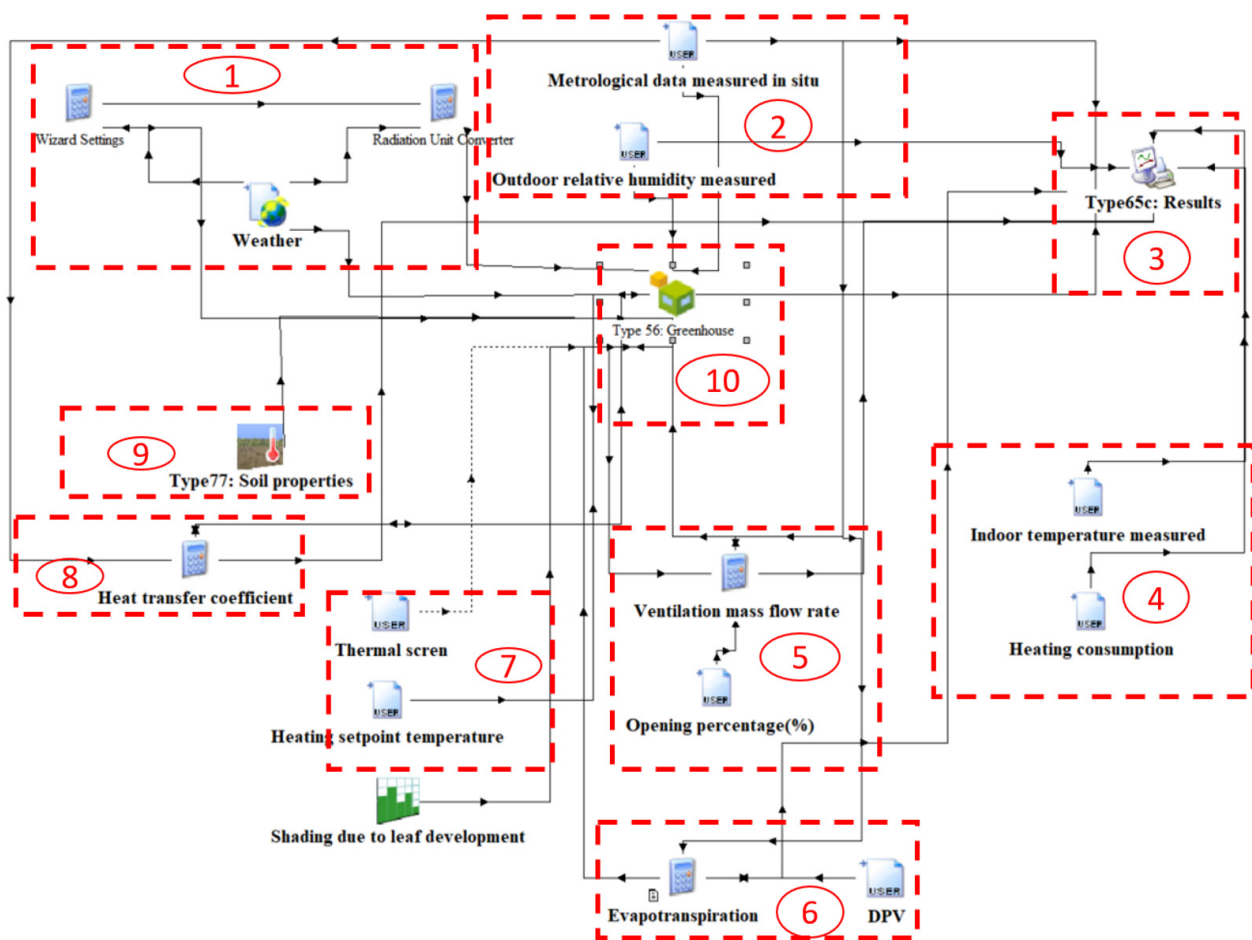 USER
Metrological data measured in situ
1
Wizard Settings
Radiation Unit Converter
2
USER
Outdoor relative humidity measured
Weather
Type65c: Results
3
Type 56: Greenhouse
10
9
Type77: Soil properties
USER
Indoor temperature measured
8
Heat transfer coefficient
Ventilation mass flow rate
USER
Heating consumption
4
USER
Thermal scren
7
5
USER
Opening percentage(%)
USER
Heating setpoint temperature
Shading due to leaf development
Evapotranspiration
6
USER
DPV